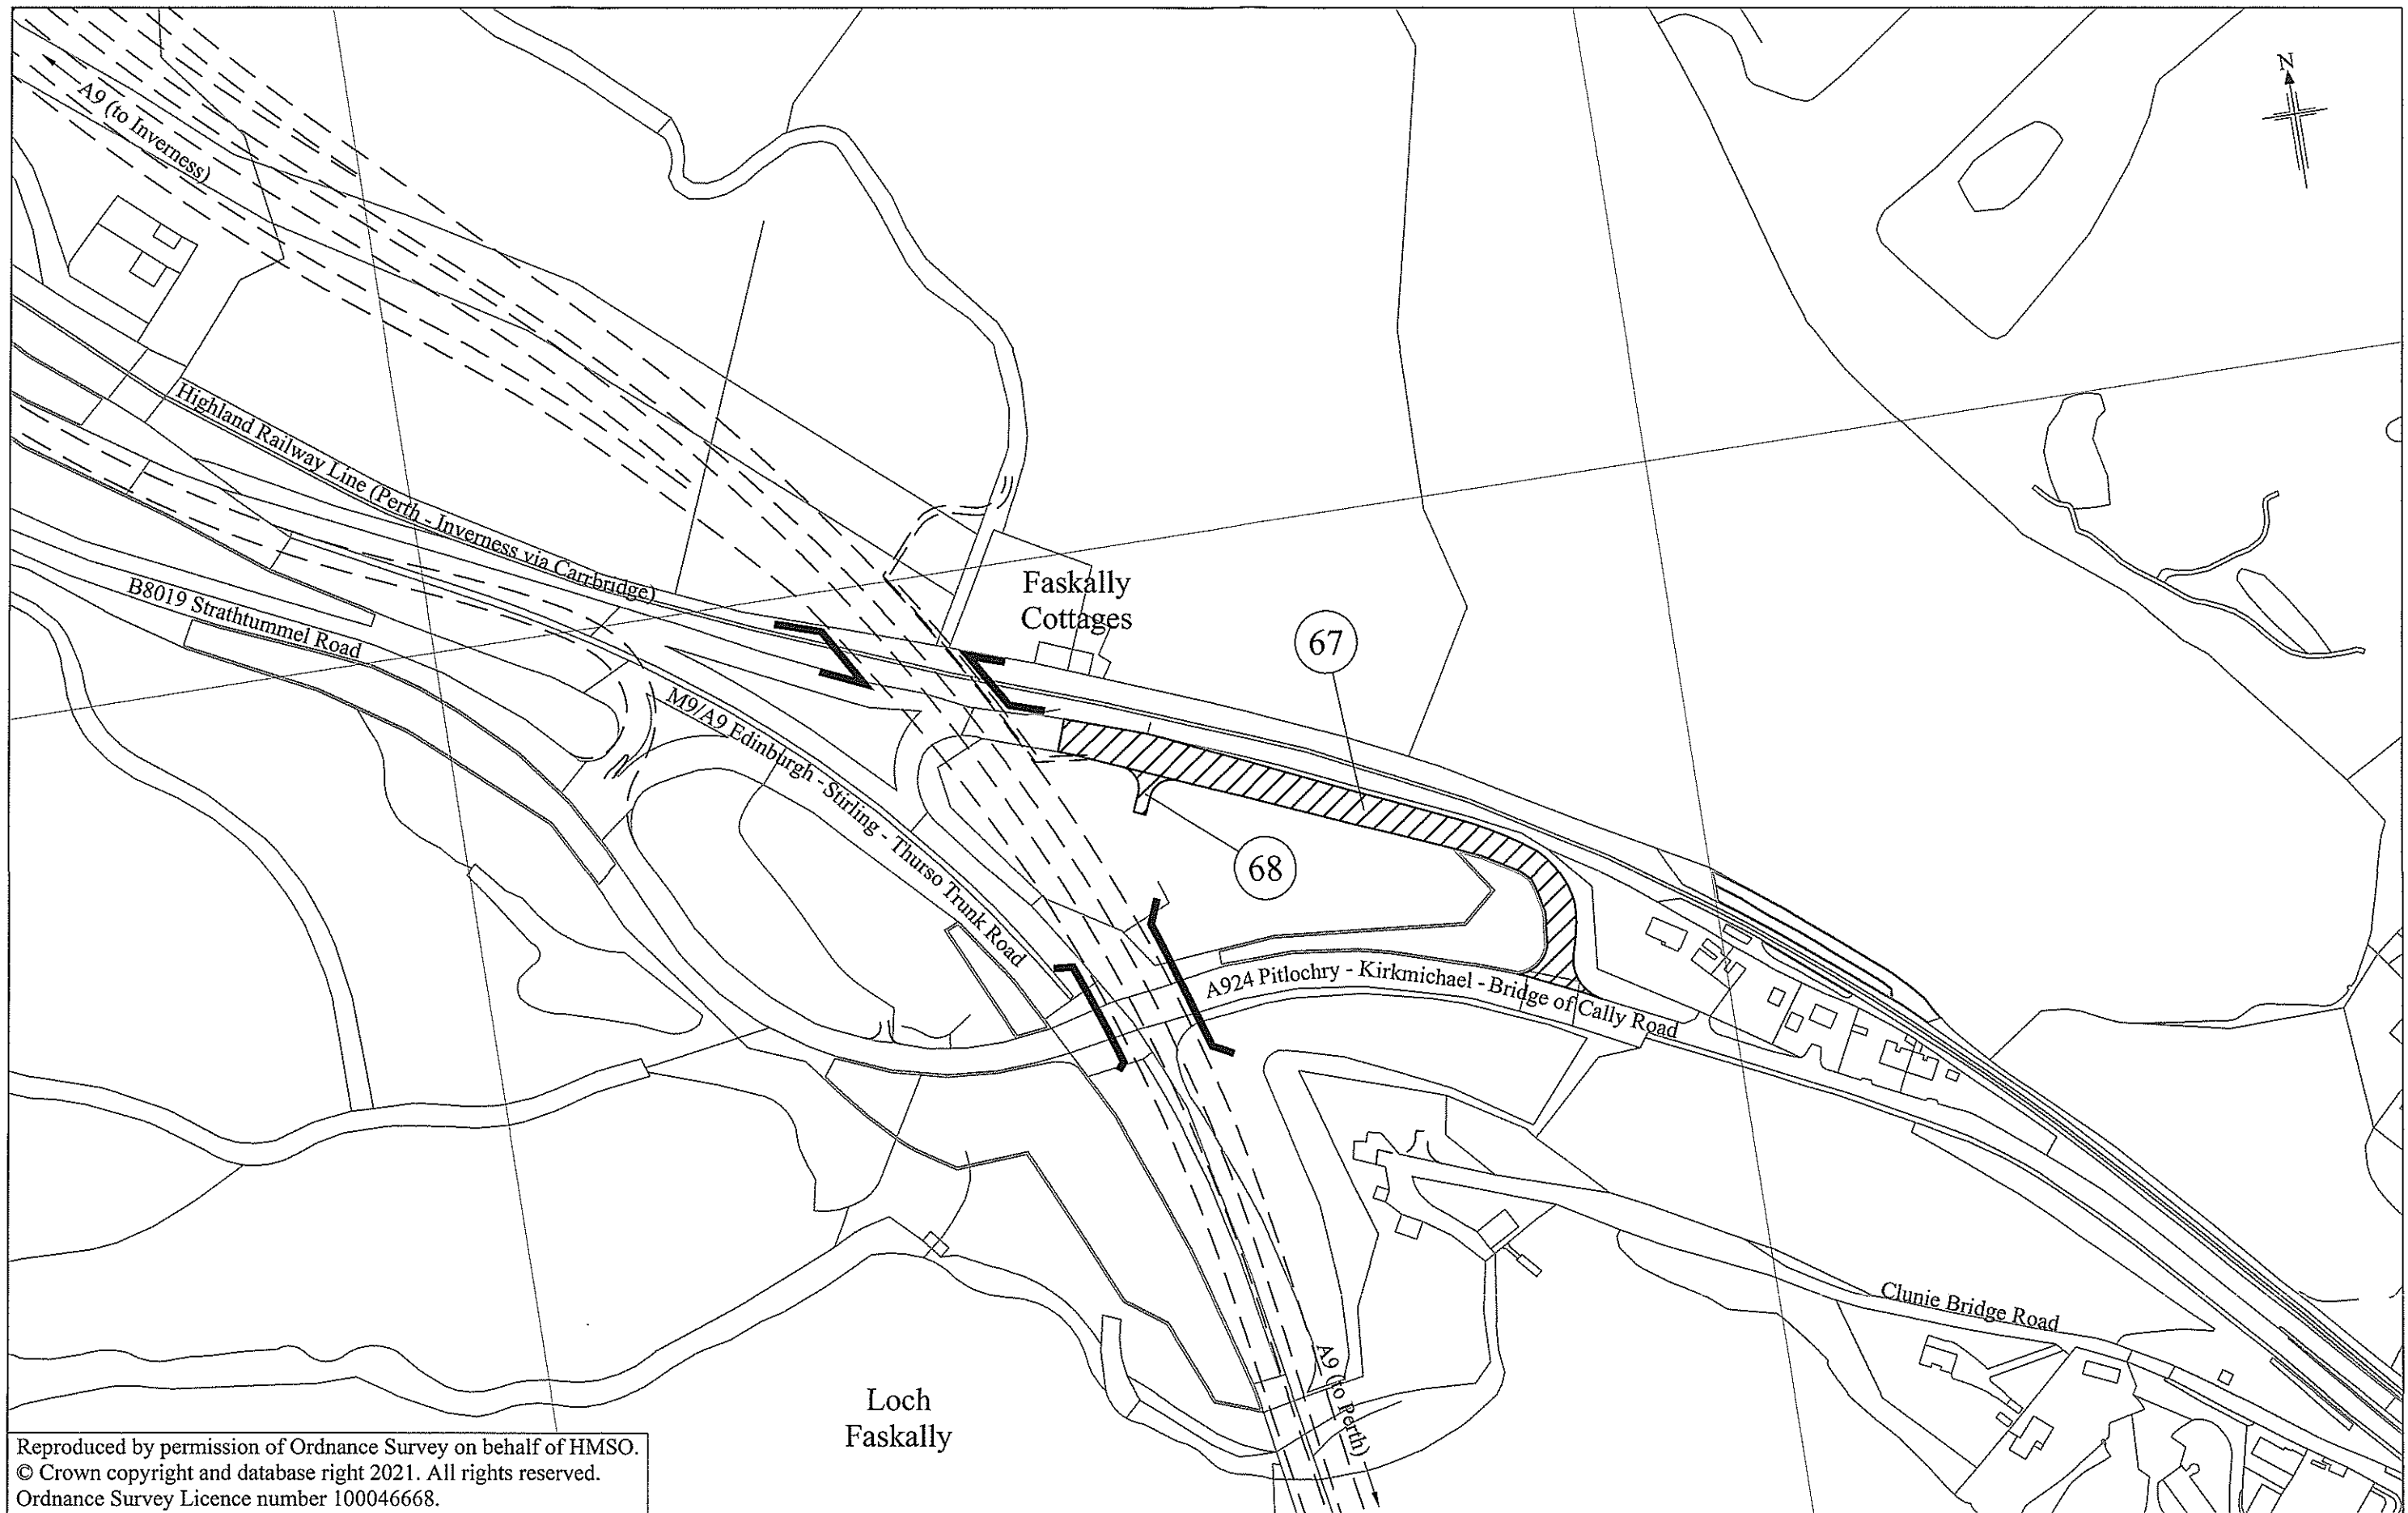 N
A9 (to Inverness)
Highland Railway Line (Perth - Inverness via Carrbridge)
B8019 Strathtummel Road
Faskally
Cottages
67
M9/A9 Edinburgh - Stirling - Thurso Trunk Road
68
A924 Pitlochry - Kirkmichael - Bridge of Cally Road
Clunie Bridge Road
A9 (to Perth)
Loch
Faskally
Reproduced by permission of Ordnance Survey on behalf of HMSO.
© Crown copyright and database right 2021. All rights reserved.
Ordnance Survey Licence number 100046668.